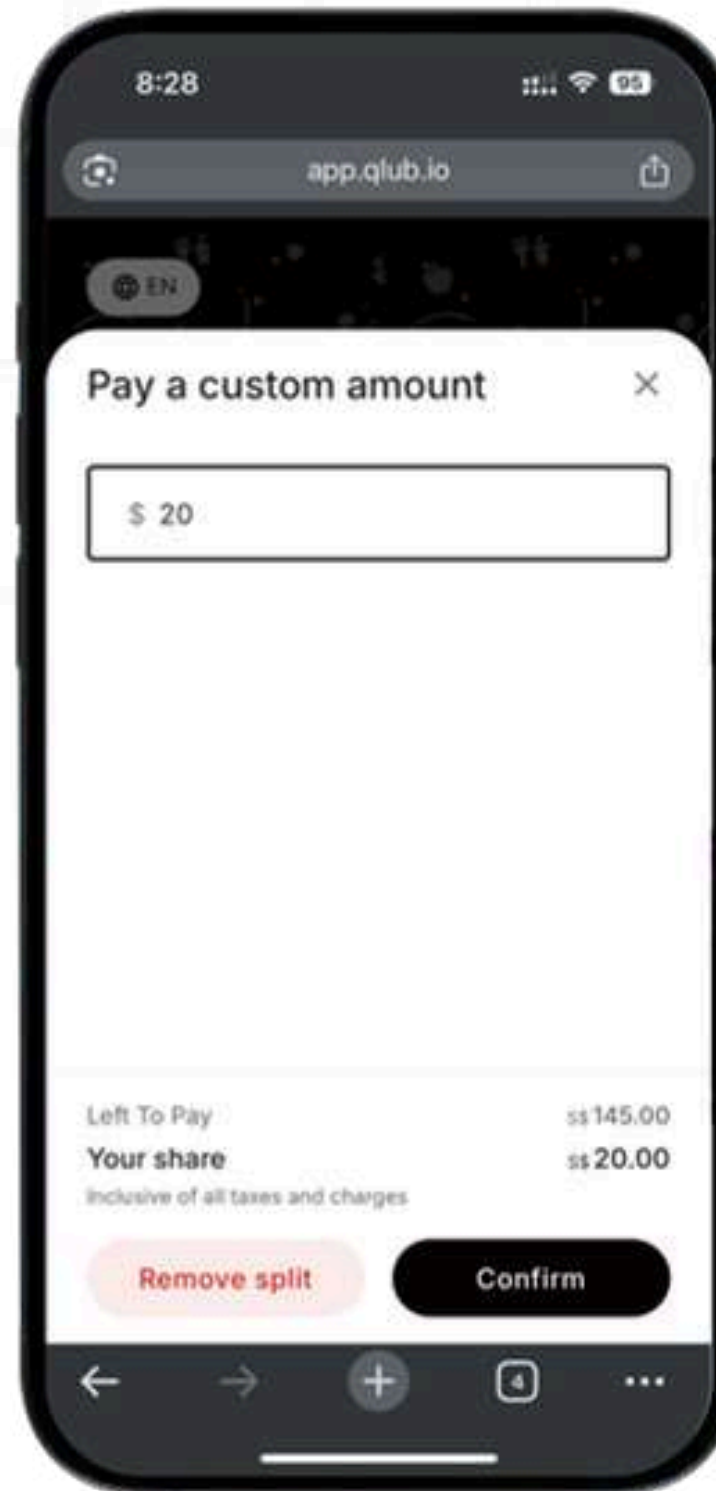 8:28
95
app.qlub.io
EN
Pay a custom amount
$ 20
Left To Pay S$145.00
Your share S$20.00
Inclusive of all taxes and charges
Remove split Confirm
4